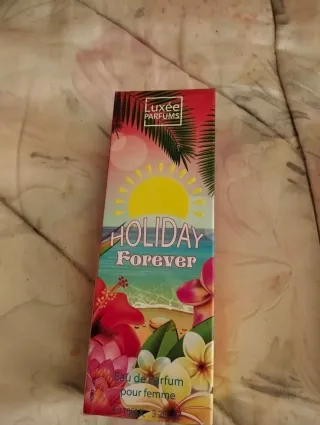 Luxée
PARFUMS
HOLIDAY
Forever
Eau de Parfum
pour femme